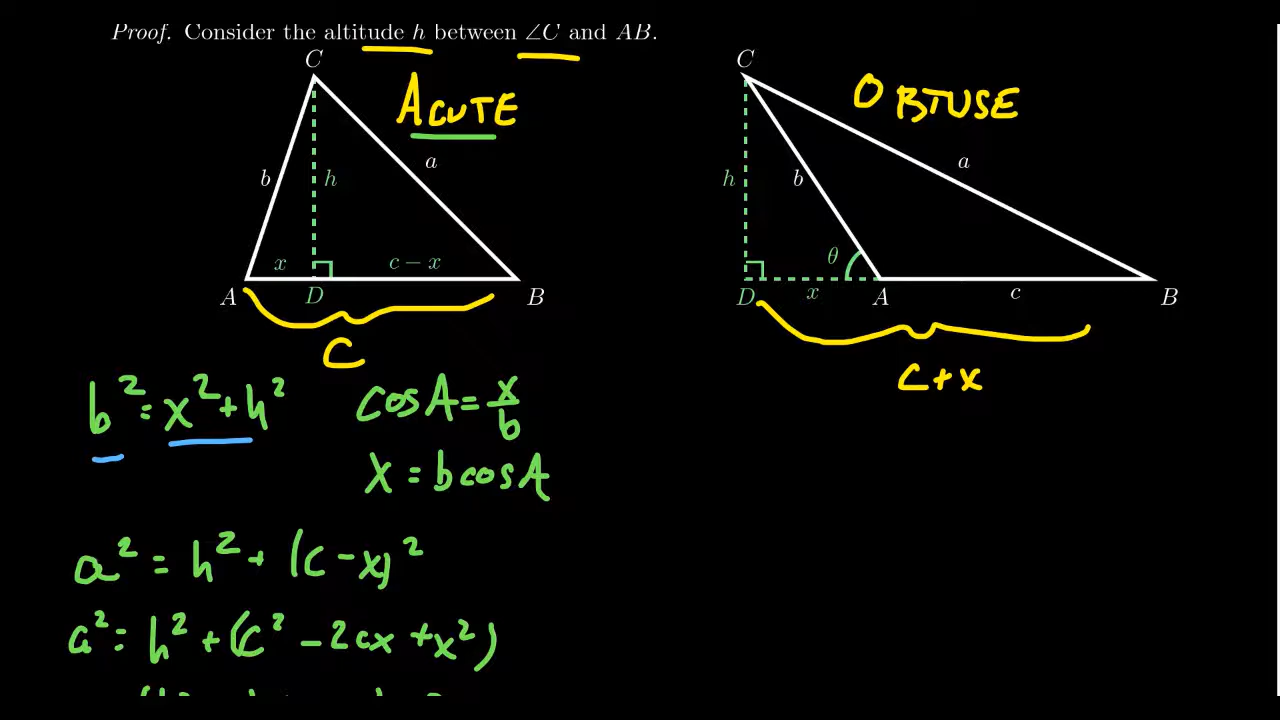 Proof. Consider the altitude h between ∠C and AB.
C
ACUTE
b
h
a
x
c − x
A
D
B
C
C
OBTUSE
h
b
a
θ
D
x
A
c
B
c+x
b² = x² + h²
cos A = x/b
x = b cos A
a² = h² + (c − x)²
a² = h² + (c² − 2cx + x²)